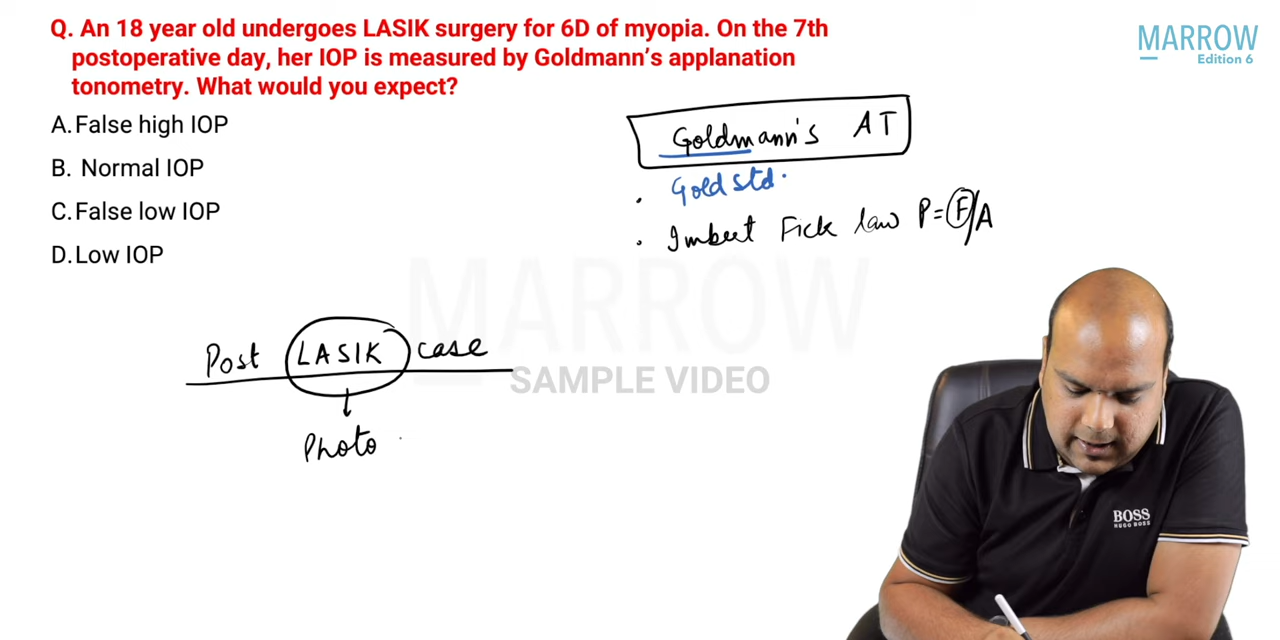 Q. An 18 year old undergoes LASIK surgery for 6D of myopia. On the 7th
postoperative day, her IOP is measured by Goldmann’s applanation
tonometry. What would you expect?
MARROW
Edition 6
A. False high IOP
B. Normal IOP
C. False low IOP
D. Low IOP
Goldmann's AT
• Gold std.
• Imbert Fick law P = F/A
MARROW
SAMPLE VIDEO
Post LASIK case
↓
Photo
BOSS
HUGO BOSS